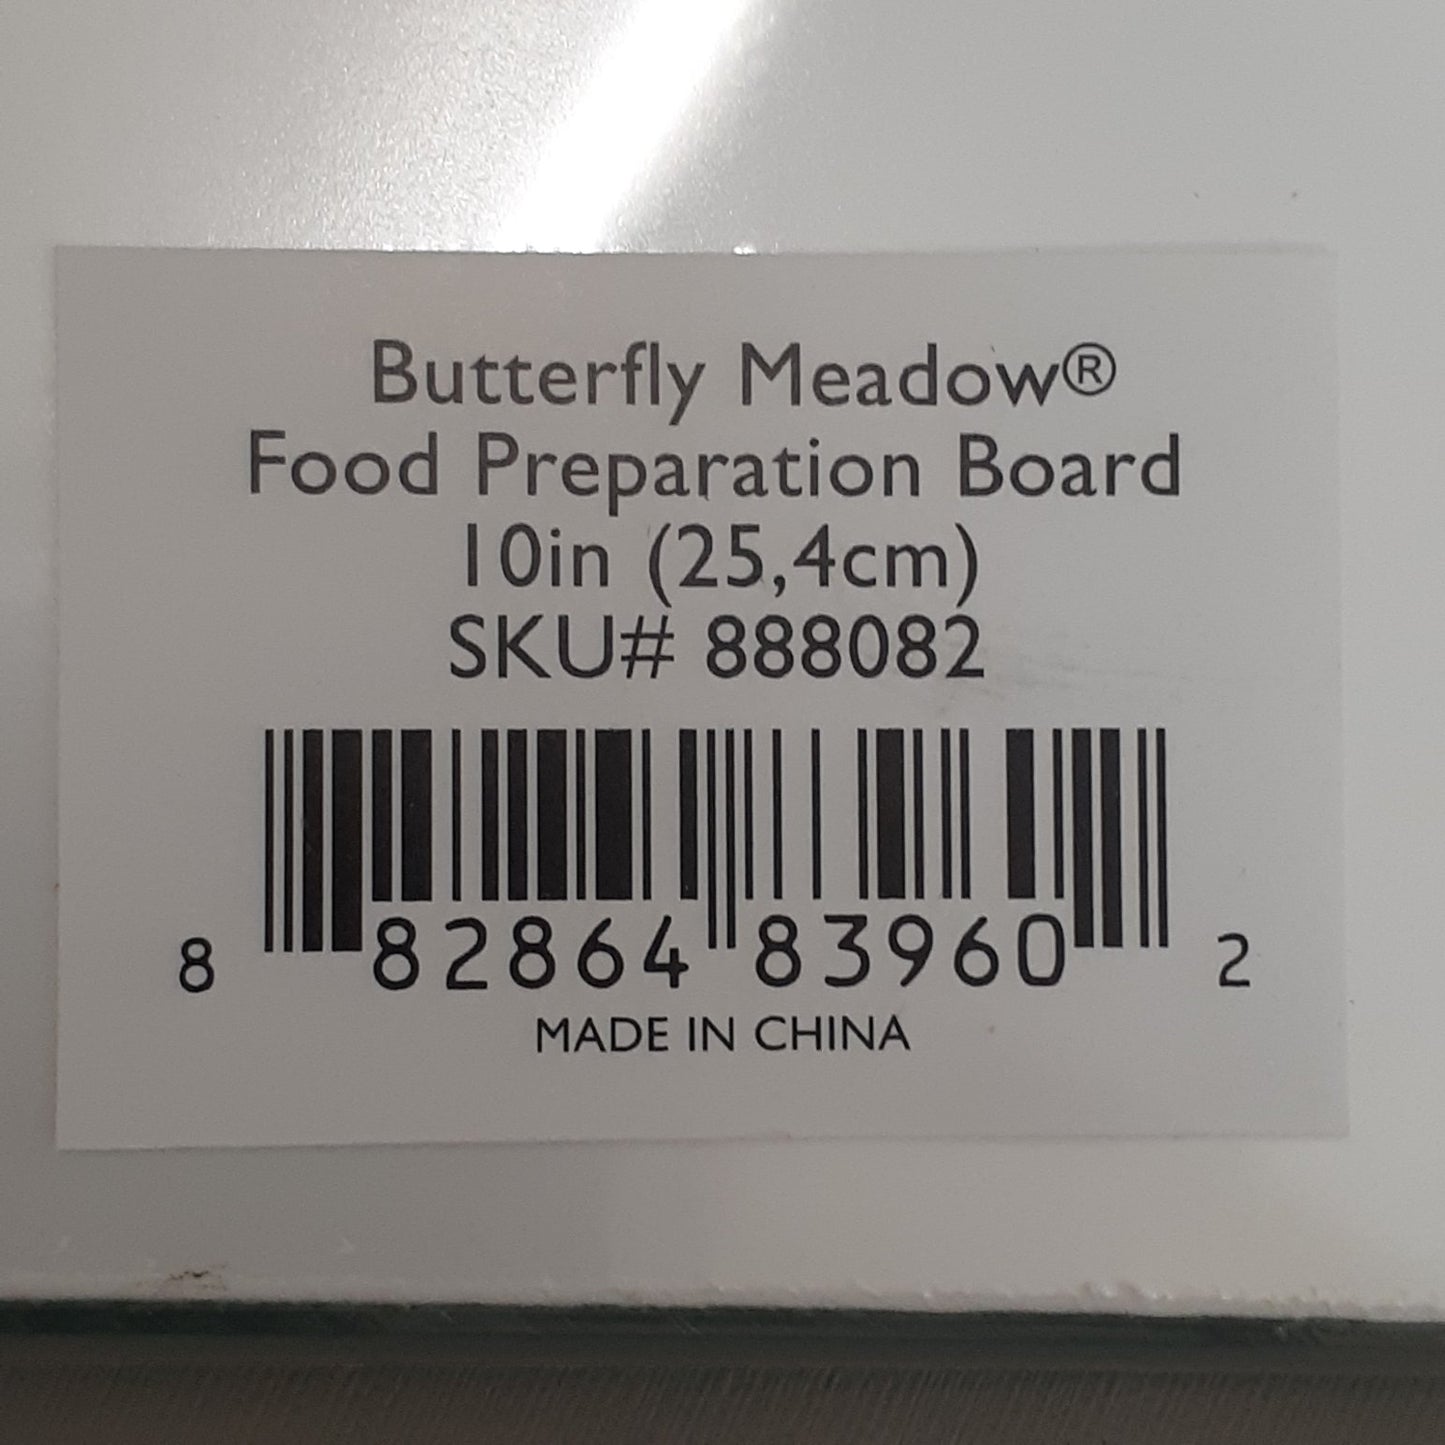 Butterfly Meadow®
Food Preparation Board
10in (25,4cm)
SKU# 888082
8 82864 83960 2
MADE IN CHINA